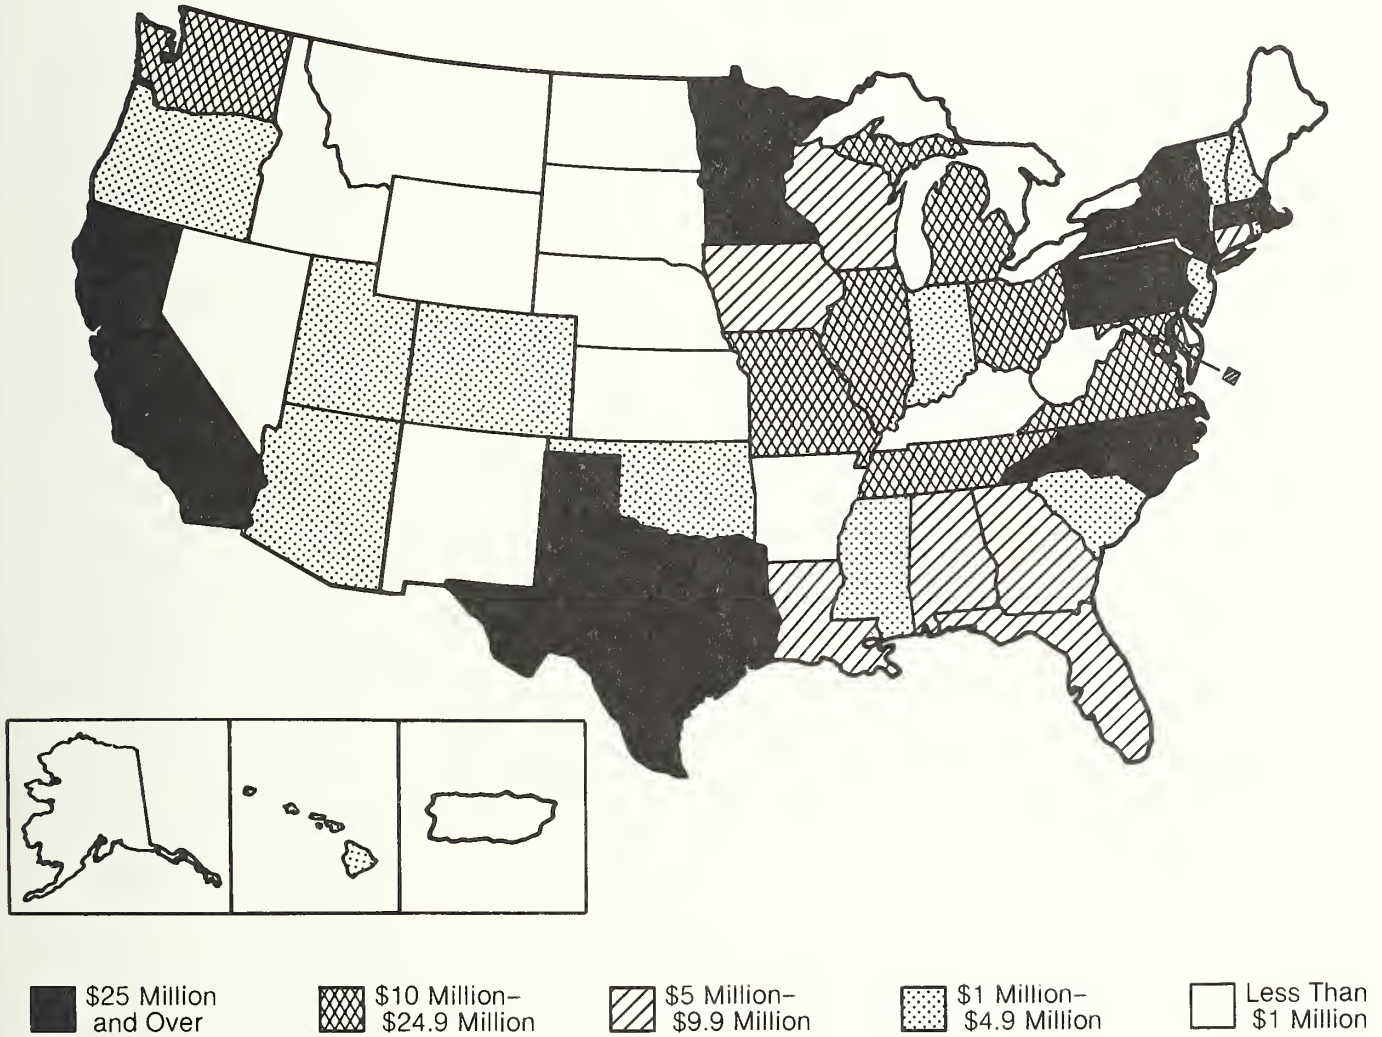 $25 Million
and Over
$10 Million–
$24.9 Million
$5 Million–
$9.9 Million
$1 Million–
$4.9 Million
Less Than
$1 Million